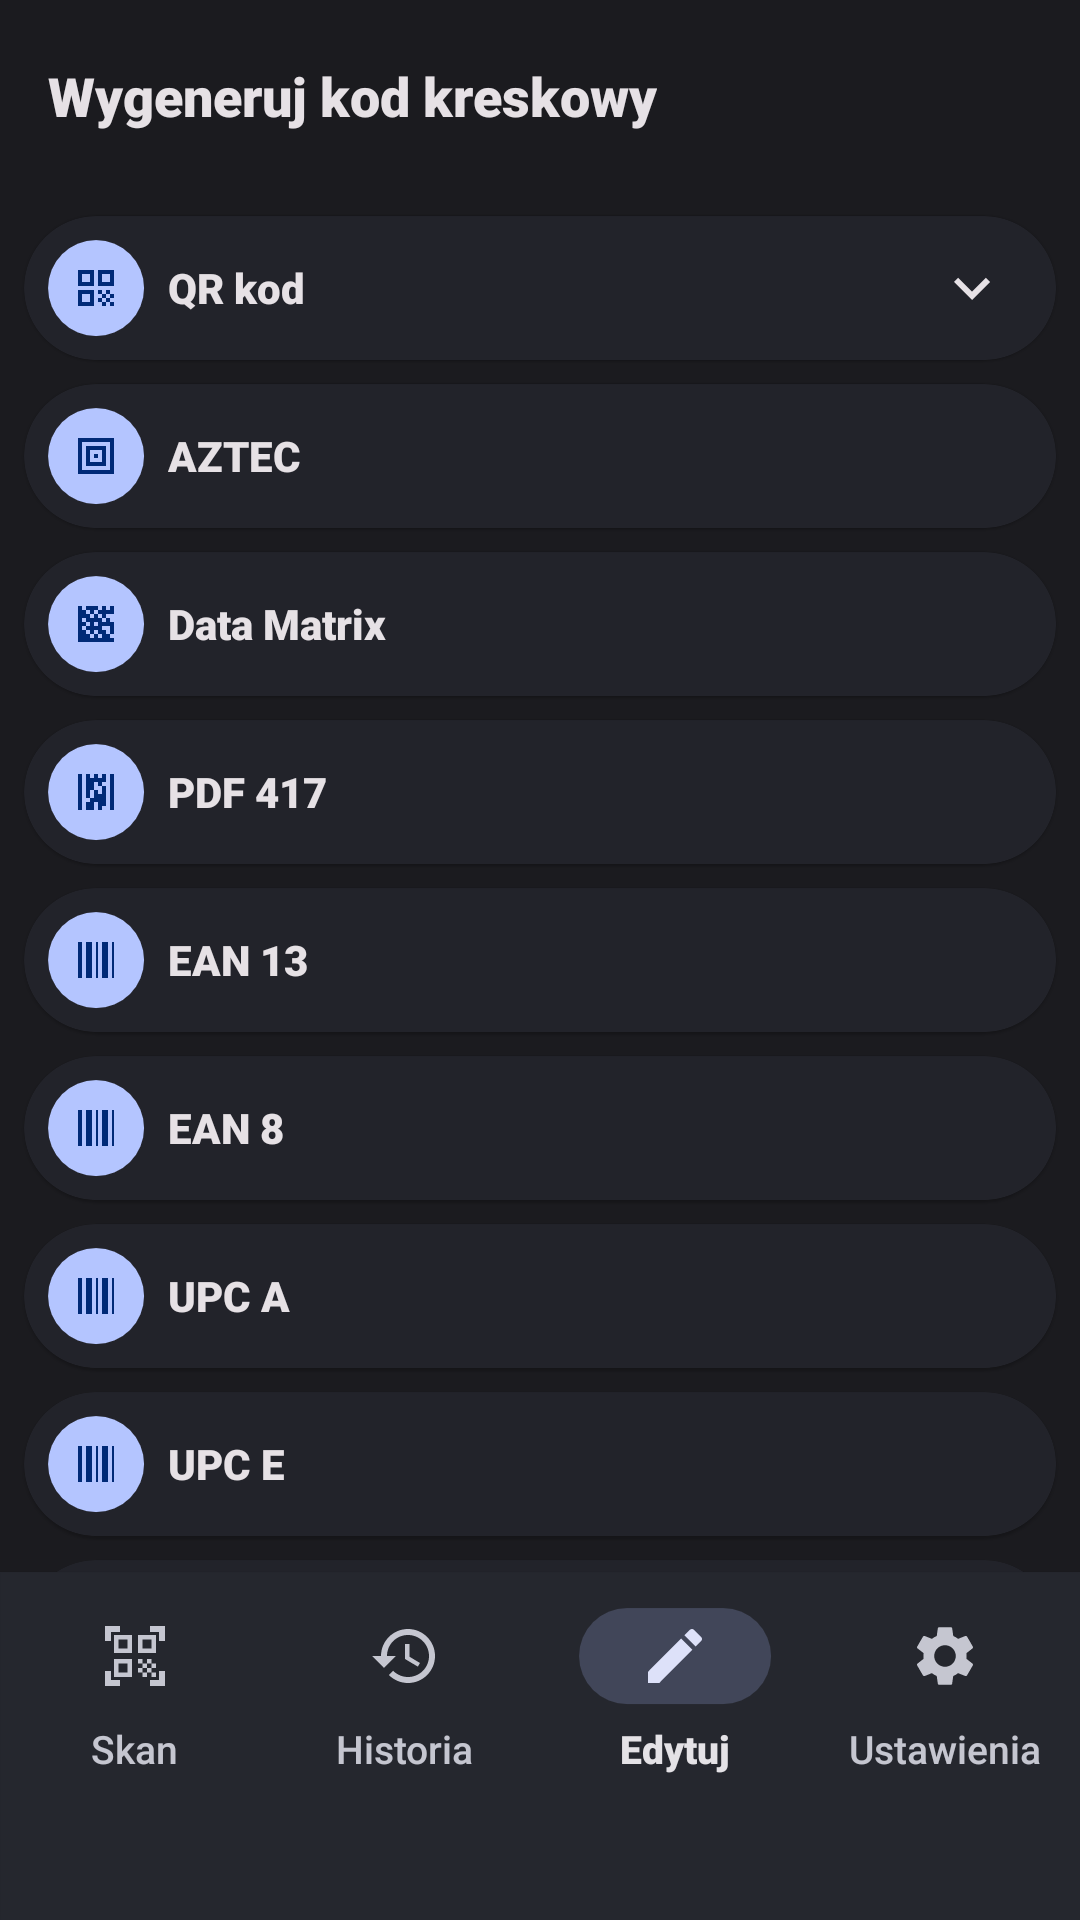 Wygeneruj kod kreskowy
QR kod
AZTEC
Data Matrix
PDF 417
EAN 13
EAN 8
UPC A
UPC E
Skan
Historia
Edytuj
Ustawienia